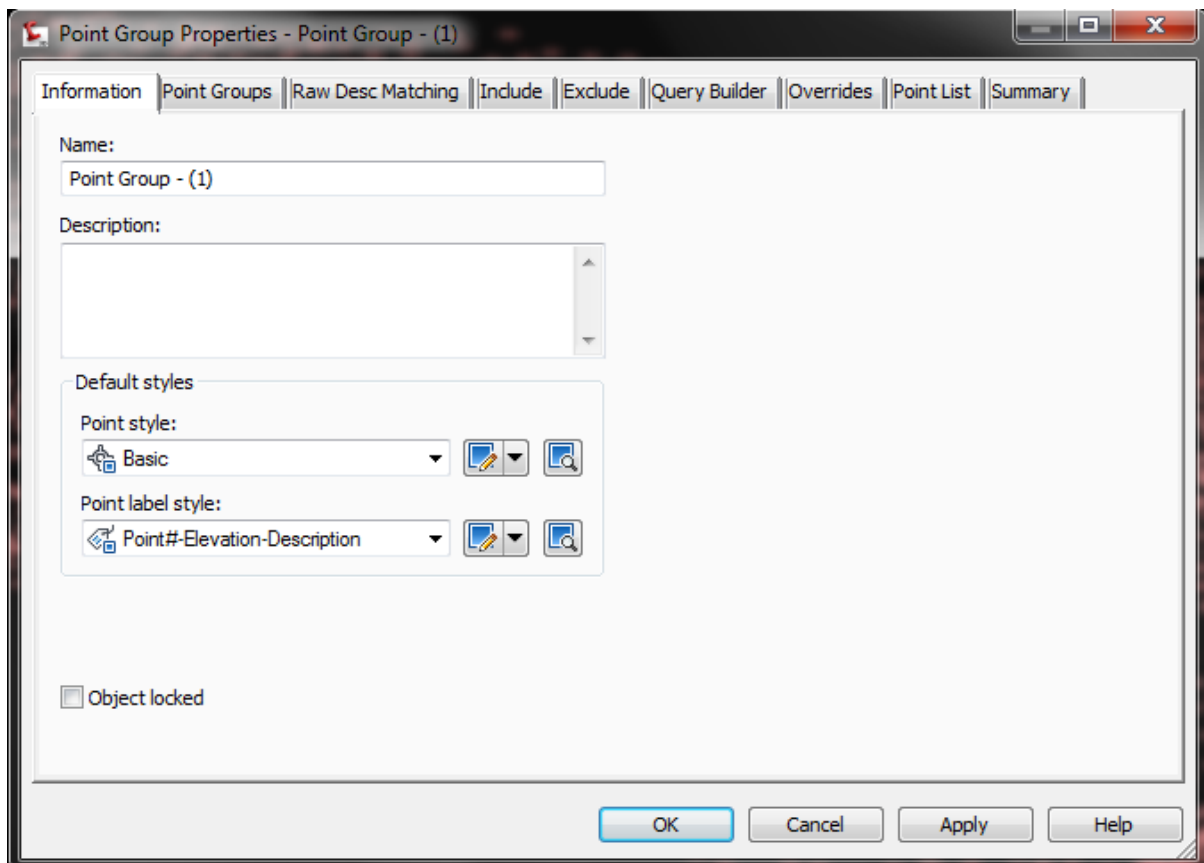 Point Group Properties - Point Group - (1)
Information Point Groups Raw Desc Matching Include Exclude Query Builder Overrides Point List Summary
Name:
Point Group - (1)
Description:
Default styles
Point style:
Basic
Point label style:
Point#-Elevation-Description
Object locked
OK Cancel Apply Help